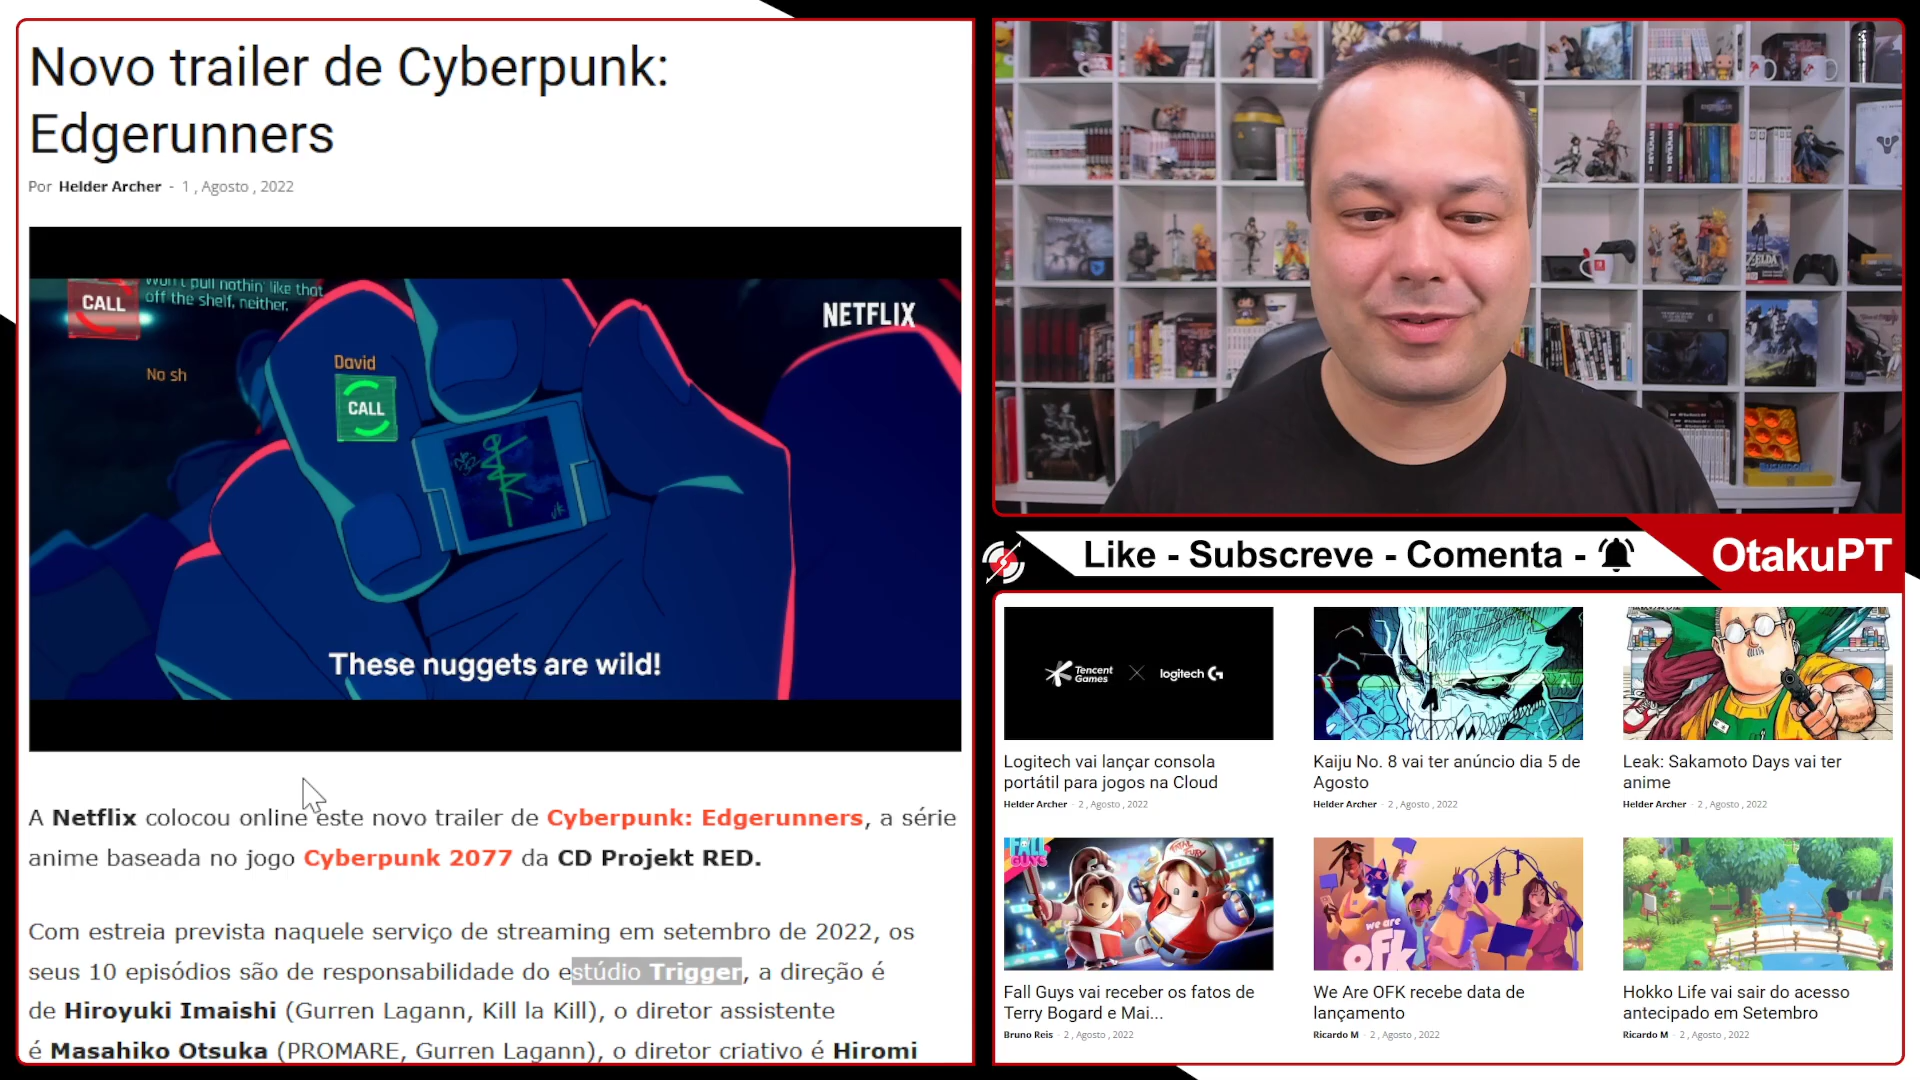 Novo trailer de Cyberpunk:
Edgerunners
Por Helder Archer - 1 , Agosto , 2022
Won't pull nothin' like that
off the shelf, neither.
CALL
NETFLIX
David
No sh
CALL
These nuggets are wild!
A Netflix colocou online este novo trailer de Cyberpunk: Edgerunners, a série
anime baseada no jogo Cyberpunk 2077 da CD Projekt RED.
Com estreia prevista naquele serviço de streaming em setembro de 2022, os
seus 10 episódios são de responsabilidade do estúdio Trigger, a direção é
de Hiroyuki Imaishi (Gurren Lagann, Kill la Kill), o diretor assistente
é Masahiko Otsuka (PROMARE, Gurren Lagann), o diretor criativo é Hiromi
ZELDA
Like - Subscreve - Comenta -
OtakuPT
Tencent
Games
logitech G
Logitech vai lançar consola
portátil para jogos na Cloud
Helder Archer - 2 , Agosto , 2022
Kaiju No. 8 vai ter anúncio dia 5 de
Agosto
Helder Archer - 2 , Agosto , 2022
Leak: Sakamoto Days vai ter
anime
Helder Archer - 2 , Agosto , 2022
FALL
GUYS
Fall Guys vai receber os fatos de
Terry Bogard e Mai...
Bruno Reis - 2 , Agosto , 2022
we are
OFK
We Are OFK recebe data de
lançamento
Ricardo M - 2 , Agosto , 2022
Hokko Life vai sair do acesso
antecipado em Setembro
Ricardo M - 2 , Agosto , 2022